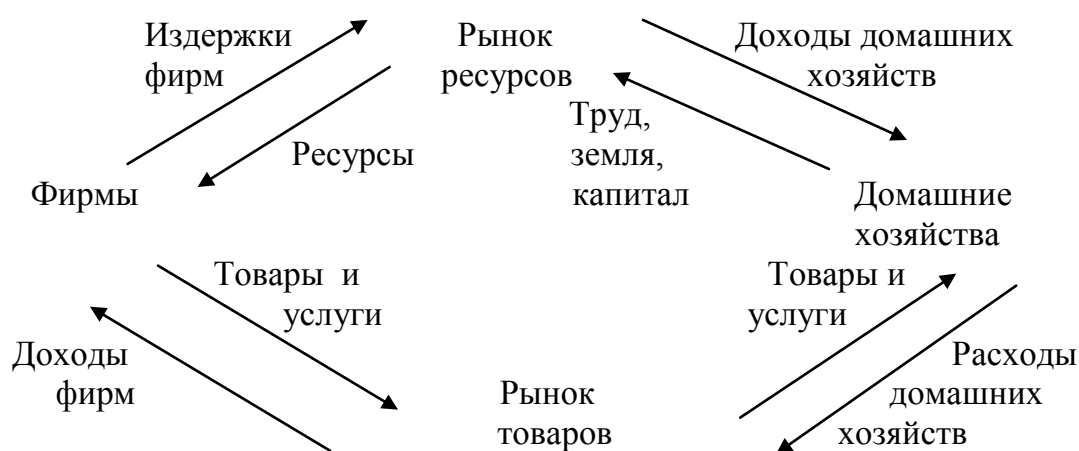 Издержки
фирм
Рынок
ресурсов
Доходы домашних
хозяйств
Ресурсы
Труд,
земля,
капитал
Фирмы
Домашние
хозяйства
Товары и
услуги
Товары и
услуги
Доходы
фирм
Рынок
товаров
Расходы
домашних
хозяйств